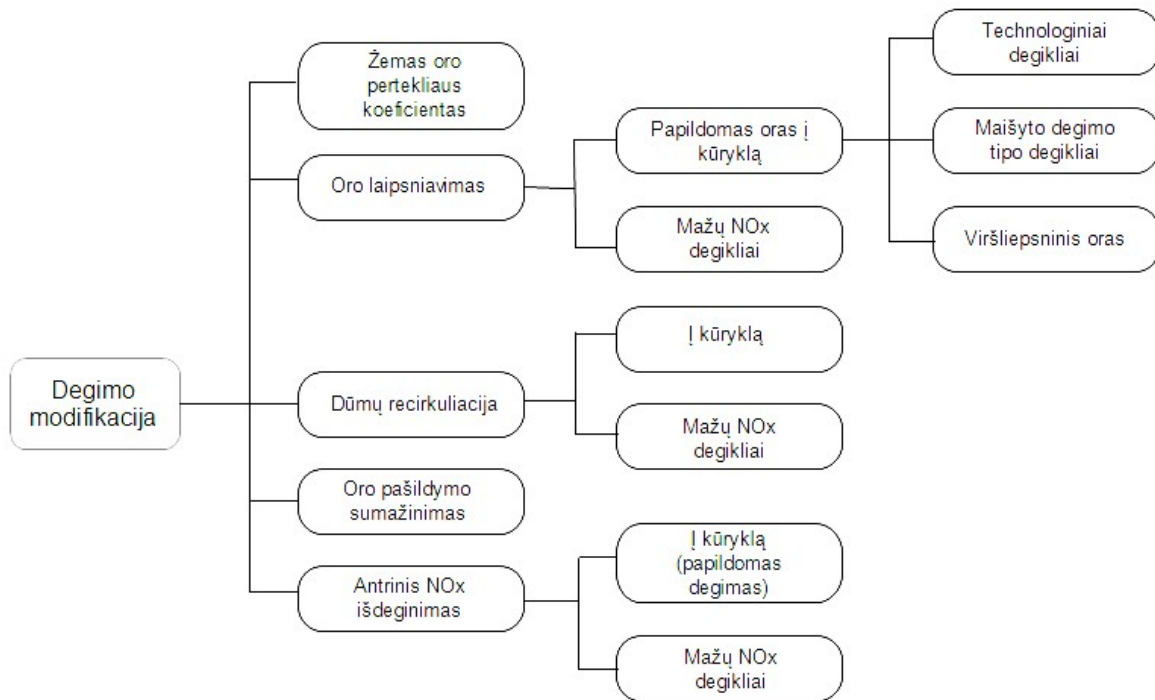 Degimo
modifikacija
Žemas oro
pertekliaus
koeficientas
Oro laipsniavimas
Papildomas oras į
kūryklą
Technologiniai
degikliai
Maišyto degimo
tipo degikliai
Viršliepsninis oras
Mažų NOx
degikliai
Dūmų recirkuliacija
Į kūryklą
Mažų NOx
degikliai
Oro pašildymo
sumažinimas
Antrinis NOx
išdeginimas
Į kūryklą
(papildomas
degimas)
Mažų NOx
degikliai